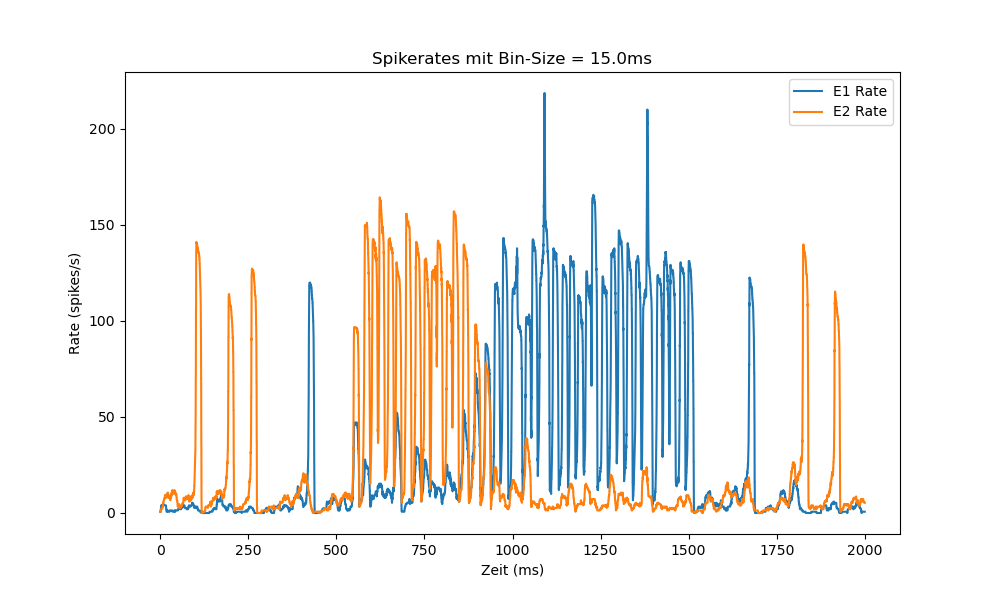 Spikerates mit Bin-Size = 15.0ms
E1 Rate
E2 Rate
Rate (spikes/s)
200
150
100
50
0
0 250 500 750 1000 1250 1500 1750 2000
Zeit (ms)